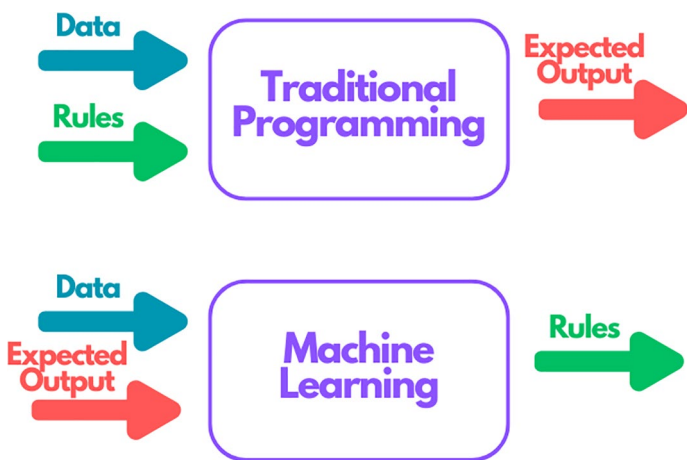 Data
Rules
Traditional
Programming
Expected
Output
Data
Expected
Output
Machine
Learning
Rules